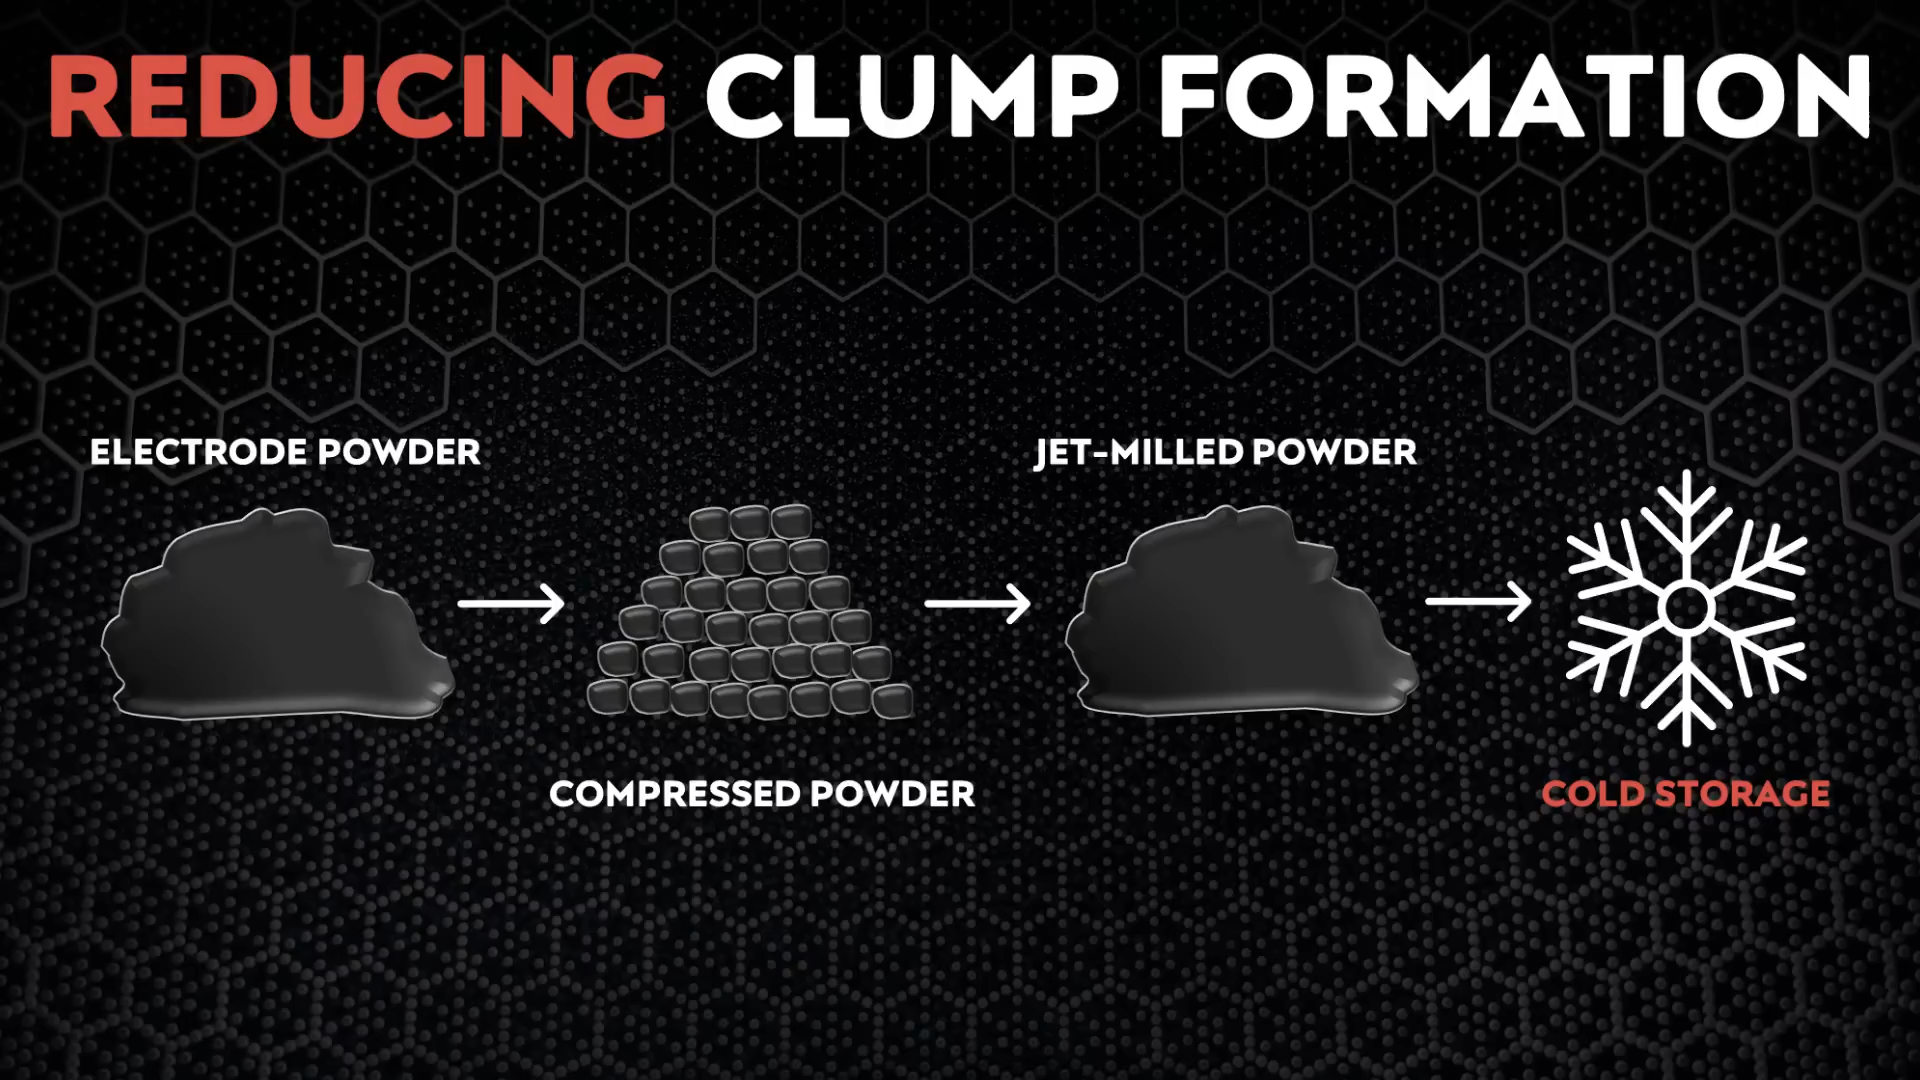 REDUCING CLUMP FORMATION
ELECTRODE POWDER
JET-MILLED POWDER
COMPRESSED POWDER
COLD STORAGE